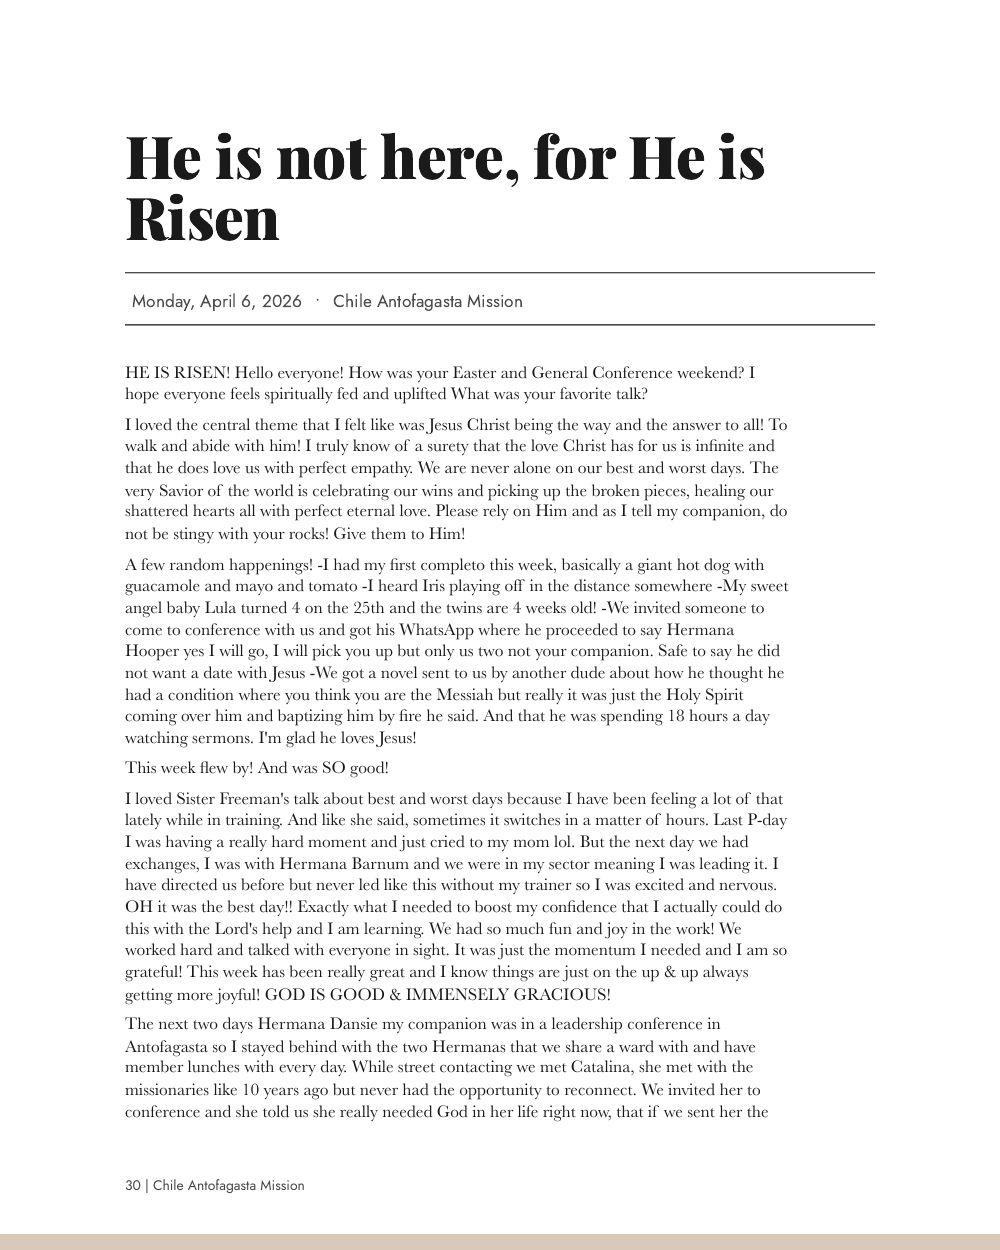 He is not here, for He is
Risen
Monday, April 6, 2026 · Chile Antofagasta Mission
HE IS RISEN! Hello everyone! How was your Easter and General Conference weekend? I
hope everyone feels spiritually fed and uplifted What was your favorite talk?
I loved the central theme that I felt like was Jesus Christ being the way and the answer to all! To
walk and abide with him! I truly know of a surety that the love Christ has for us is infinite and
that he does love us with perfect empathy. We are never alone on our best and worst days. The
very Savior of the world is celebrating our wins and picking up the broken pieces, healing our
shattered hearts all with perfect eternal love. Please rely on Him and as I tell my companion, do
not be stingy with your rocks! Give them to Him!
A few random happenings! -I had my first completo this week, basically a giant hot dog with
guacamole and mayo and tomato -I heard Iris playing off in the distance somewhere -My sweet
angel baby Lula turned 4 on the 25th and the twins are 4 weeks old! -We invited someone to
come to conference with us and got his WhatsApp where he proceeded to say Hermana
Hooper yes I will go, I will pick you up but only us two not your companion. Safe to say he did
not want a date with Jesus -We got a novel sent to us by another dude about how he thought he
had a condition where you think you are the Messiah but really it was just the Holy Spirit
coming over him and baptizing him by fire he said. And that he was spending 18 hours a day
watching sermons. I'm glad he loves Jesus!
This week flew by! And was SO good!
I loved Sister Freeman's talk about best and worst days because I have been feeling a lot of that
lately while in training. And like she said, sometimes it switches in a matter of hours. Last P-day
I was having a really hard moment and just cried to my mom lol. But the next day we had
exchanges, I was with Hermana Barnum and we were in my sector meaning I was leading it. I
have directed us before but never led like this without my trainer so I was excited and nervous.
OH it was the best day!! Exactly what I needed to boost my confidence that I actually could do
this with the Lord's help and I am learning. We had so much fun and joy in the work! We
worked hard and talked with everyone in sight. It was just the momentum I needed and I am so
grateful! This week has been really great and I know things are just on the up & up always
getting more joyful! GOD IS GOOD & IMMENSELY GRACIOUS!
The next two days Hermana Dansie my companion was in a leadership conference in
Antofagasta so I stayed behind with the two Hermanas that we share a ward with and have
member lunches with every day. While street contacting we met Catalina, she met with the
missionaries like 10 years ago but never had the opportunity to reconnect. We invited her to
conference and she told us she really needed God in her life right now, that if we sent her the
30 | Chile Antofagasta Mission